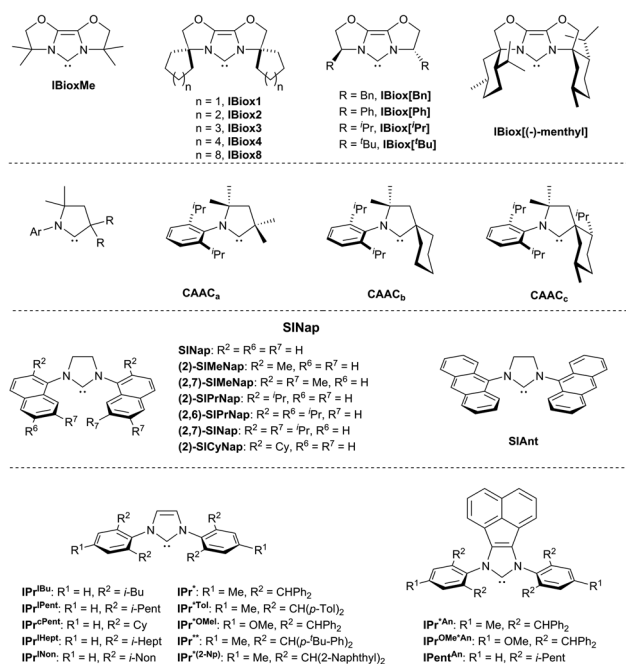 O O
N N
IBioxMe
O O
N N
n n
n = 1, IBiox1
n = 2, IBiox2
n = 3, IBiox3
n = 4, IBiox4
n = 8, IBiox8
O O
N N
R R
R = Bn, IBiox[Bn]
R = Ph, IBiox[Ph]
R = iPr, IBiox[iPr]
R = tBu, IBiox[tBu]
O O
N N
IBiox[(-)-menthyl]
Ar N R
R
iPr
N
iPr
CAACa
iPr
N
iPr
CAACb
iPr
N iPr
iPr
CAACc
SINap
R2 R2
N N
R6 R7 R7 R6
SINap: R2 = R6 = R7 = H
(2)-SIMeNap: R2 = Me, R6 = R7 = H
(2,7)-SIMeNap: R2 = R7 = Me, R6 = H
(2)-SIPrNap: R2 = iPr, R6 = R7 = H
(2,6)-SIPrNap: R2 = R6 = iPr, R7 = H
(2,7)-SINap: R2 = R7 = iPr, R6 = H
(2)-SICyNap: R2 = Cy, R6 = R7 = H
N N
SIAnt
R2 R2
N N
R1 R2 R2 R1
IPrIBu: R1 = H, R2 = i-Bu
IPrIPent: R1 = H, R2 = i-Pent
IPrcPent: R1 = H, R2 = Cy
IPrIHept: R1 = H, R2 = i-Hept
IPrINon: R1 = H, R2 = i-Non
IPr*: R1 = Me, R2 = CHPh2
IPr*Tol: R1 = Me, R2 = CH(p-Tol)2
IPr*OMeI: R1 = OMe, R2 = CHPh2
IPr**: R1 = Me, R2 = CH(p-tBu-Ph)2
IPr*(2-Np): R1 = Me, R2 = CH(2-Naphthyl)2
R2 R2
N N
R1 R2 R2 R1
IPr*An: R1 = Me, R2 = CHPh2
IPrOMe*An: R1 = OMe, R2 = CHPh2
IPentAn: R1 = H, R2 = i-Pent